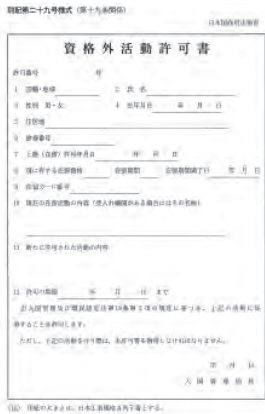 別記第二十九号様式（第十九条関係）
日本国政府法務省
資格外活動許可書
許可番号 号
1 国籍・地域 2 氏名
3 性別 男・女 4 生年月日 年 月 日
5 住居地
6 旅券番号
7 上陸（在留）許可年月日 年 月 日
8 現に有する在留資格 在留期間 在留期間満了日 年 月 日
9 在留カード番号
10 現在の在留活動の内容（受入れ機関がある場合にはその名称）
11 新たに許可された活動の内容
12 許可の期限 年 月 日 まで
出入国管理及び難民認定法第19条第2項の規定に基づき、上記の活動に従
事することを許可します。
ただし、上記の活動を行う際は、本許可書を携帯しなければなりません。
年 月 日
入国管理局長
（注） 用紙の大きさは、日本工業規格A列4番とする。